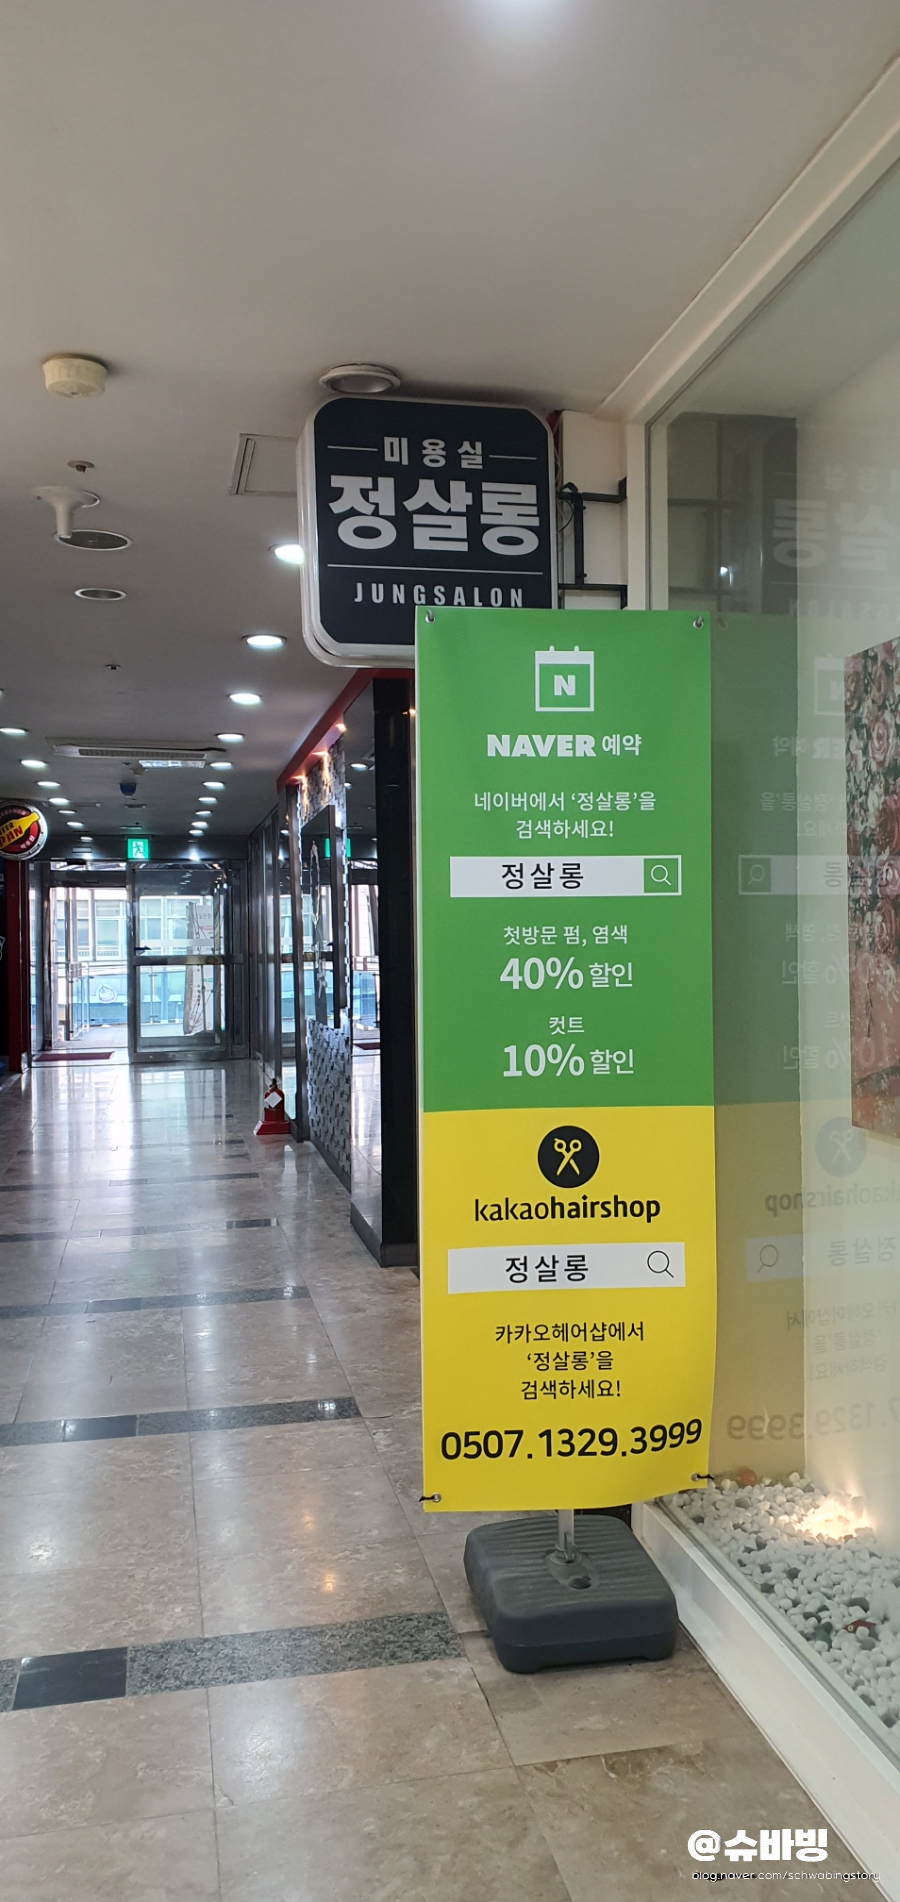 미용실
정살롱
JUNGSALON
N
NAVER 예약
네이버에서 '정살롱'을
검색하세요!
정살롱
첫방문 펌, 염색
40% 할인
컷트
10% 할인
kakaohairshop
정살롱
카카오헤어샵에서
'정살롱'을
검색하세요!
0507.1329.3999
@슈바빙
blog.naver.com/schwabingstory